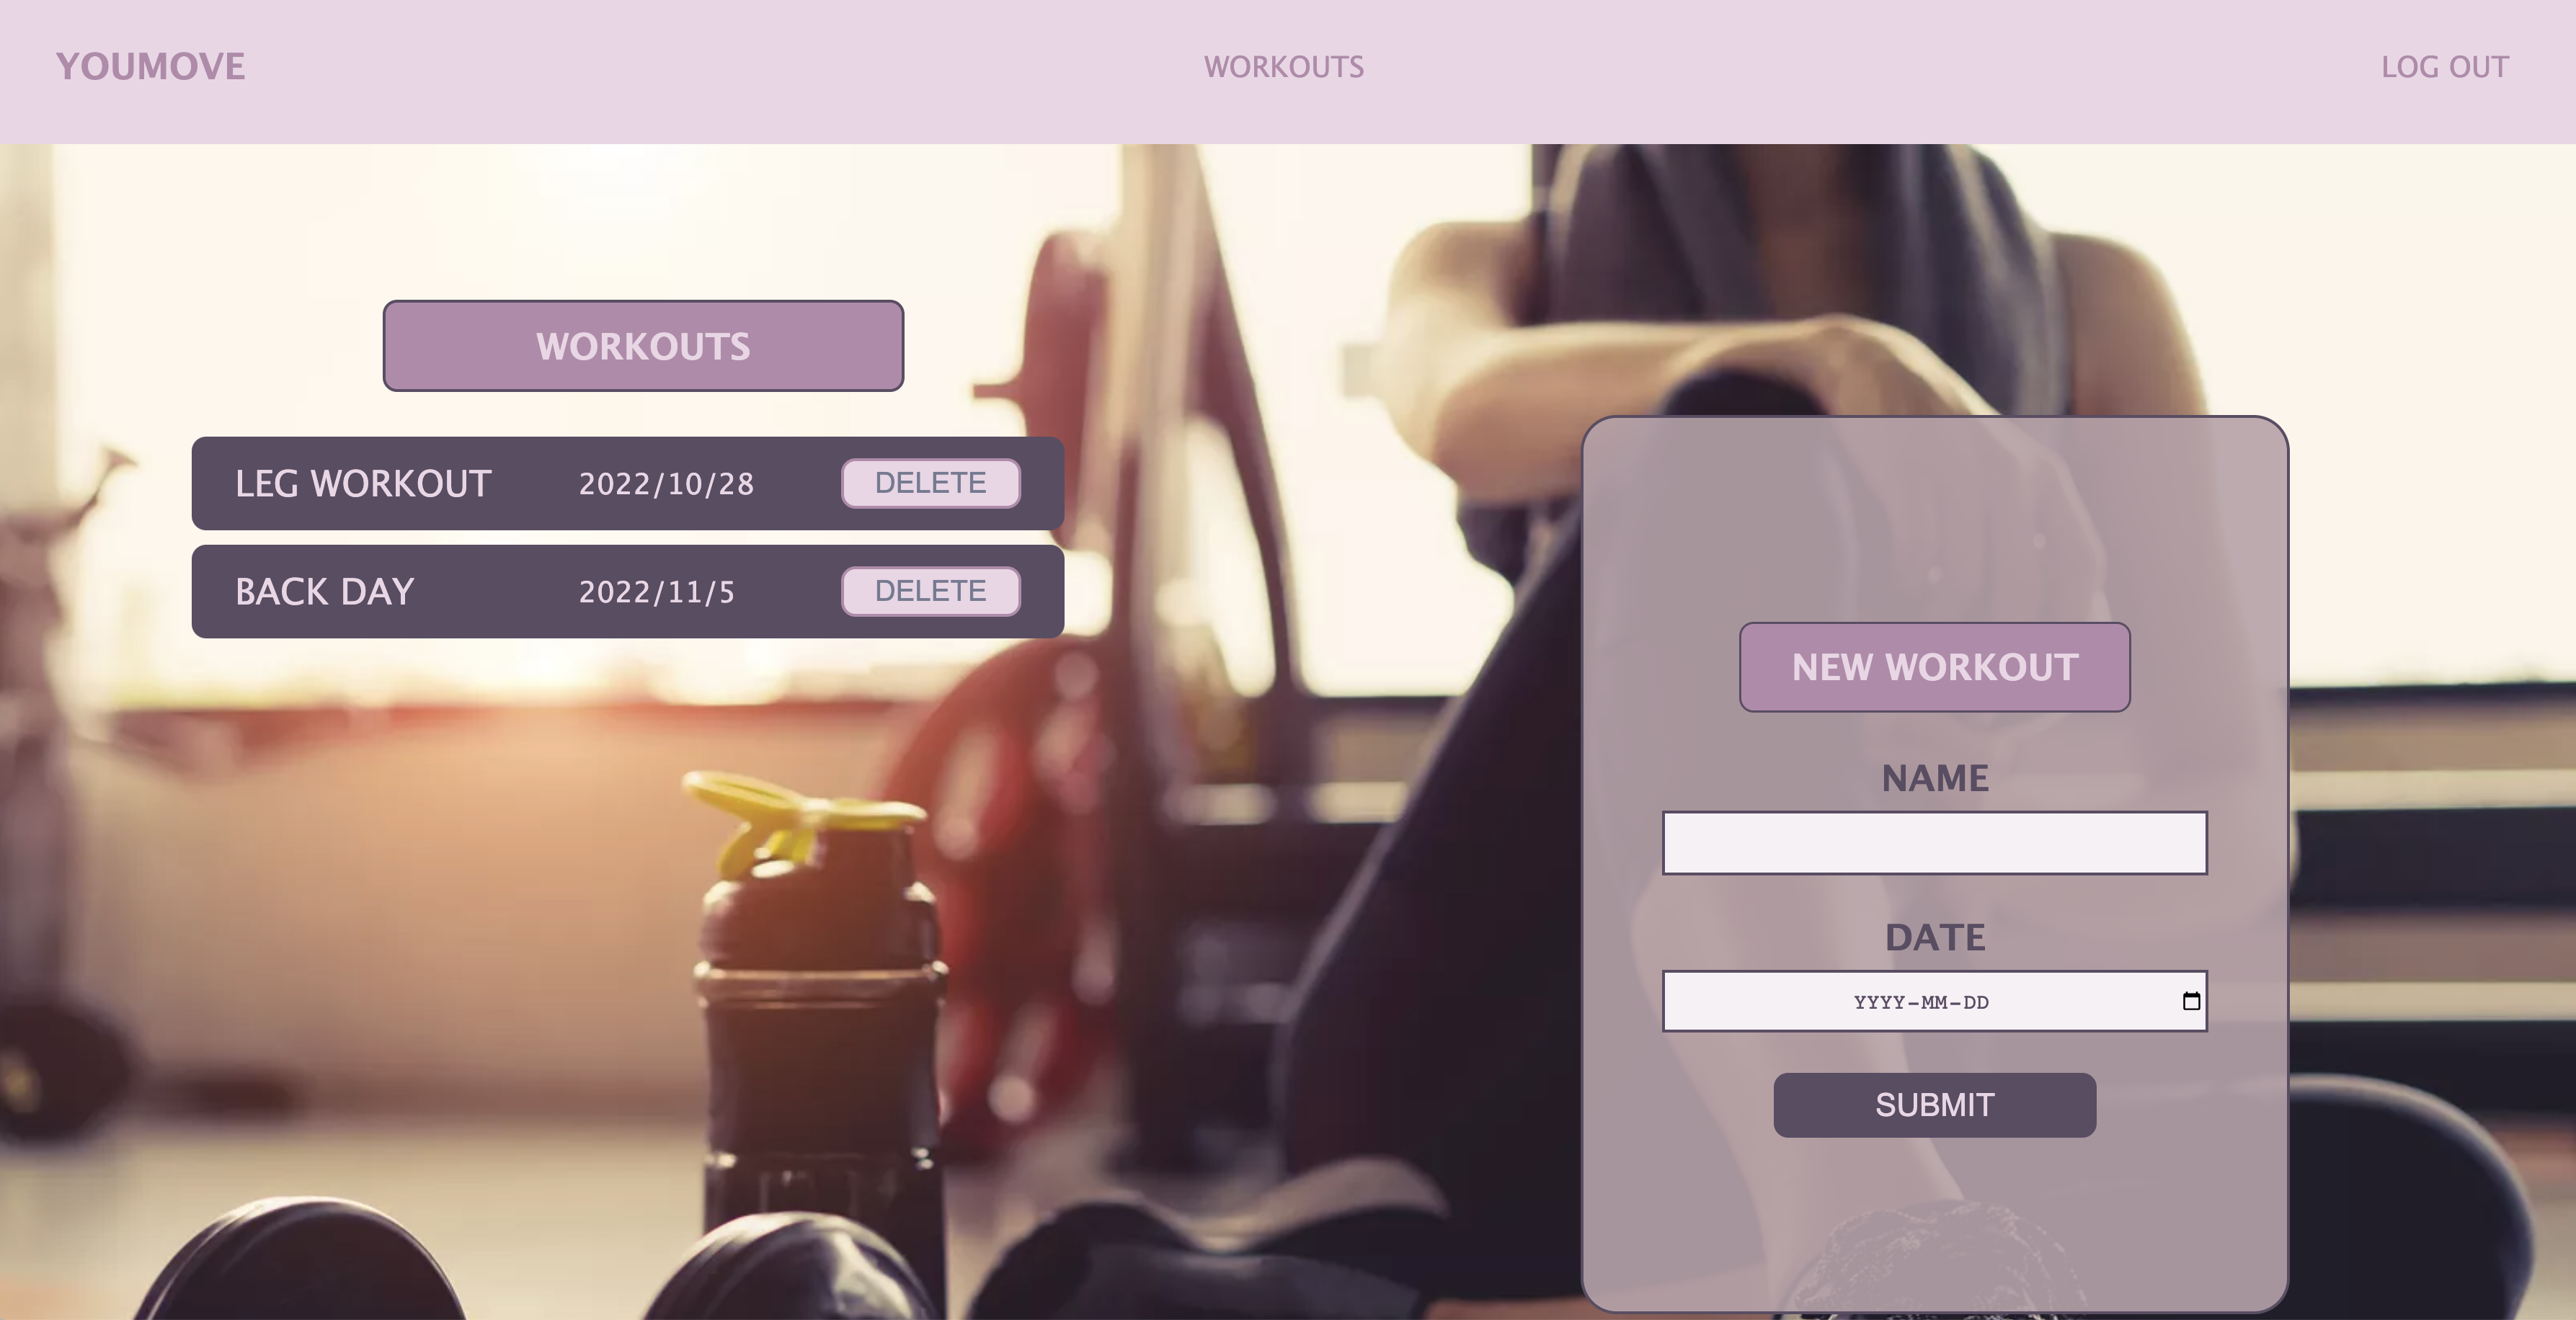 YOUMOVE
WORKOUTS
LOG OUT
WORKOUTS
LEG WORKOUT 2022/10/28 DELETE
BACK DAY 2022/11/5 DELETE
NEW WORKOUT
NAME
DATE
YYYY-MM-DD
SUBMIT